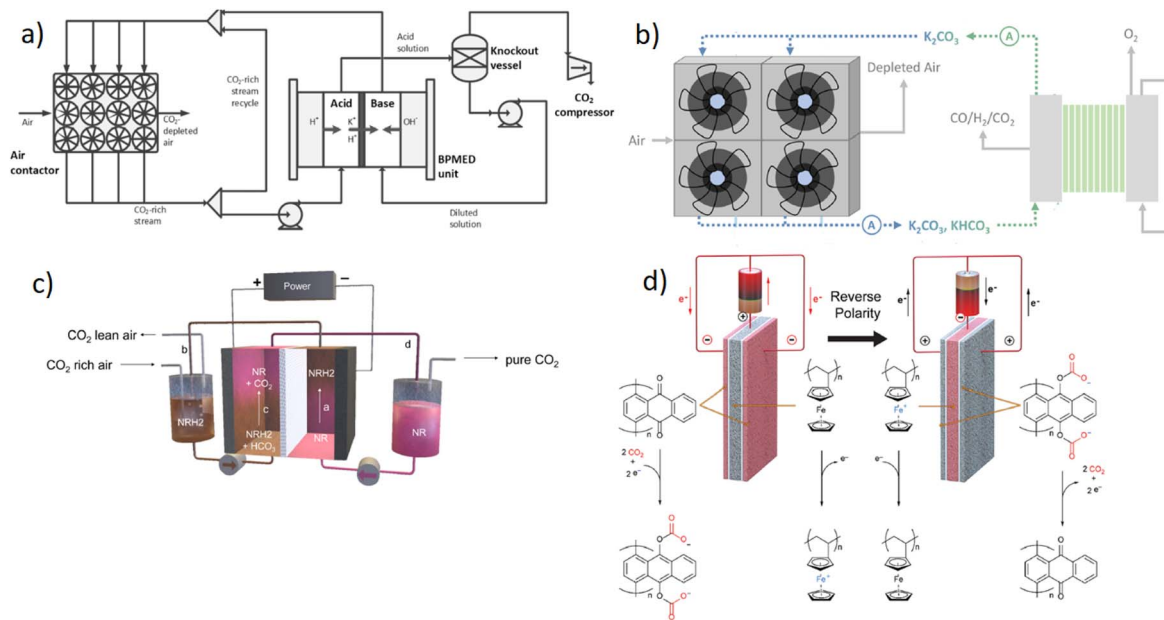 a)
Acid
solution
Knockout
vessel
CO2
compressor
CO2-rich
stream
recycle
Acid
Base
H+
K+
H+
OH-
BPMED
unit
Air
CO2-
depleted
air
Air
contactor
CO2-rich
stream
Diluted
solution
b)
K2CO3
A
O2
Depleted Air
CO/H2/CO2
Air
A
K2CO3, KHCO3
c)
+
Power
−
CO2 lean air
b
d
CO2 rich air
pure CO2
NR
+ CO2
NRH2
c
a
NRH2
NRH2
+ HCO3
NR
d)
e-
e-
+
−
−
Reverse
Polarity
e-
e-
e-
−
+
+
O
O
n
n
Fe
n
Fe+
O
O
O-
O
O
O-
n
2 CO2
+
2 e−
e−
e−
2 CO2
+
2 e−
O
O
O-
O
O
O-
n
n
Fe+
n
Fe
O
O
n